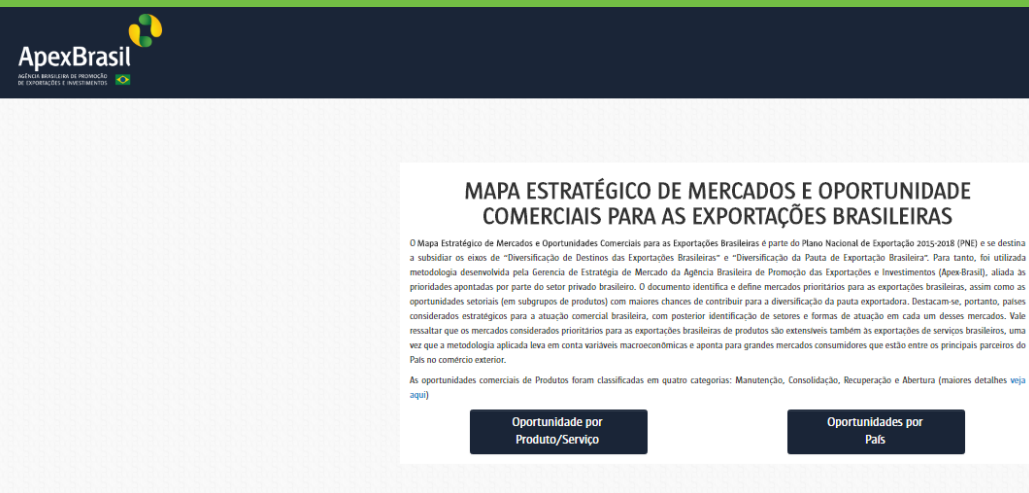 ApexBrasil
AGÊNCIA BRASILEIRA DE PROMOÇÃO
DE EXPORTAÇÕES E INVESTIMENTOS
MAPA ESTRATÉGICO DE MERCADOS E OPORTUNIDADE
COMERCIAIS PARA AS EXPORTAÇÕES BRASILEIRAS
O Mapa Estratégico de Mercados e Oportunidades Comerciais para as Exportações Brasileiras é parte do Plano Nacional de Exportação 2015-2018 (PNE) e se destina
a subsidiar os eixos de "Diversificação de Destinos das Exportações Brasileiras" e "Diversificação da Pauta de Exportação Brasileira". Para tanto, foi utilizada
metodologia desenvolvida pela Gerencia de Estratégia de Mercado da Agência Brasileira de Promoção das Exportações e Investimentos (Apex-Brasil), aliada às
prioridades apontadas por parte do setor privado brasileiro. O documento identifica e define mercados prioritários para as exportações brasileiras, assim como as
oportunidades setoriais (em subgrupos de produtos) com maiores chances de contribuir para a diversificação da pauta exportadora. Destacam-se, portanto, países
considerados estratégicos para a atuação comercial brasileira, com posterior identificação de setores e formas de atuação em cada um desses mercados. Vale
ressaltar que os mercados considerados prioritários para as exportações brasileiras de produtos são extensíveis também às exportações de serviços brasileiros, uma
vez que a metodologia aplicada leva em conta variáveis macroeconômicas e aponta para grandes mercados consumidores que estão entre os principais parceiros do
País no comércio exterior.
As oportunidades comerciais de Produtos foram classificadas em quatro categorias: Manutenção, Consolidação, Recuperação e Abertura (maiores detalhes veja
aqui)
Oportunidade por
Produto/Serviço
Oportunidades por
País